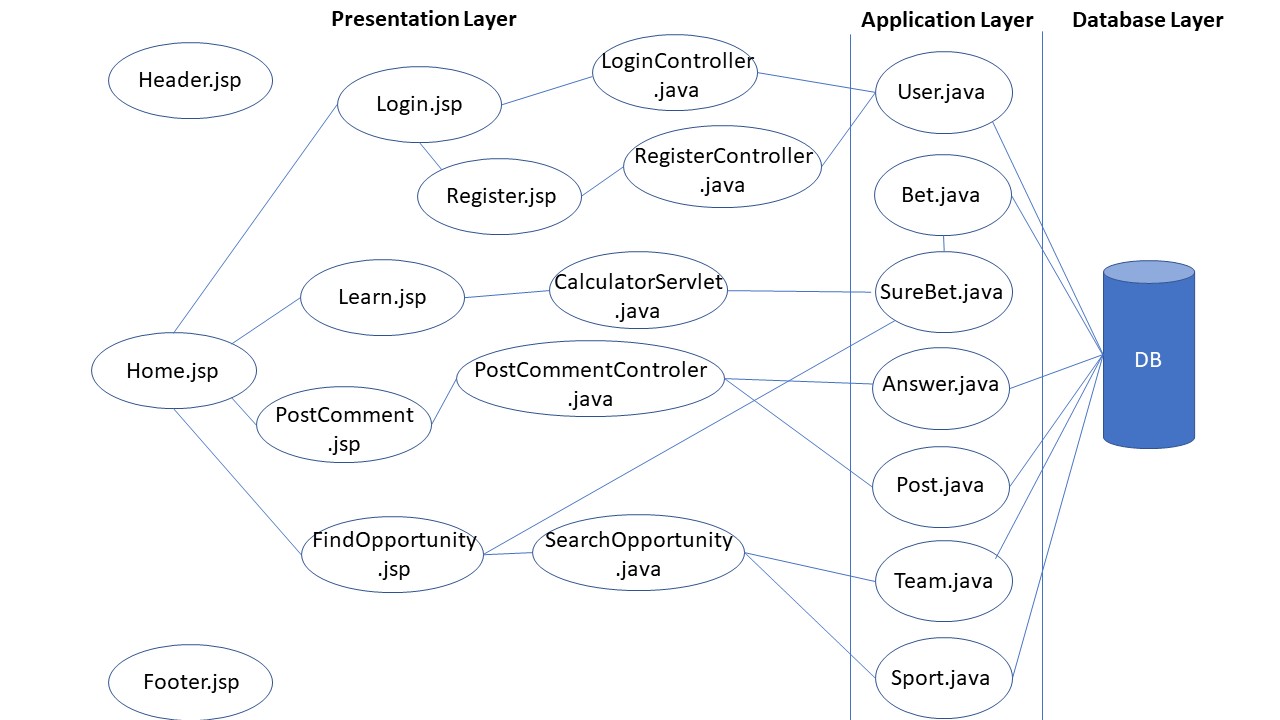 Presentation Layer
Application Layer
Database Layer
Header.jsp
Login.jsp
LoginController
.java
User.java
Register.jsp
RegisterController
.java
Bet.java
Learn.jsp
CalculatorServlet
.java
SureBet.java
Home.jsp
PostComment
.jsp
PostCommentControler
.java
Answer.java
DB
Post.java
FindOpportunity
.jsp
SearchOpportunity
.java
Team.java
Footer.jsp
Sport.java